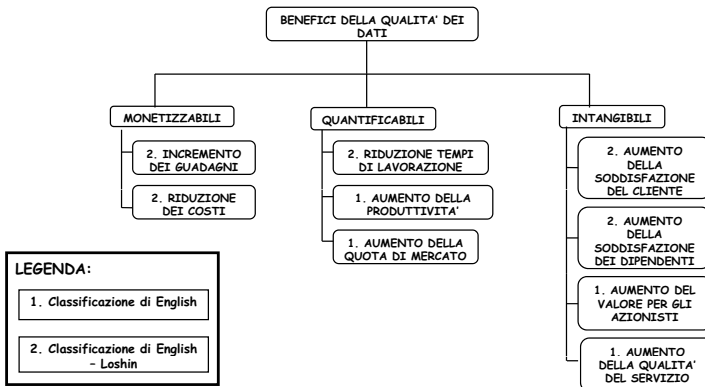 BENEFICI DELLA QUALITA' DEI
DATI
MONETIZZABILI
2. INCREMENTO
DEI GUADAGNI
2. RIDUZIONE
DEI COSTI
QUANTIFICABILI
2. RIDUZIONE TEMPI
DI LAVORAZIONE
1. AUMENTO DELLA
PRODUTTIVITA'
1. AUMENTO DELLA
QUOTA DI MERCATO
INTANGIBILI
2. AUMENTO
DELLA
SODDISFAZIONE
DEL CLIENTE
2. AUMENTO
DELLA
SODDISFAZIONE
DEI DIPENDENTI
1. AUMENTO DEL
VALORE PER GLI
AZIONISTI
1. AUMENTO
DELLA QUALITA'
DEL SERVIZIO
LEGENDA:
1. Classificazione di English
2. Classificazione di English
- Loshin